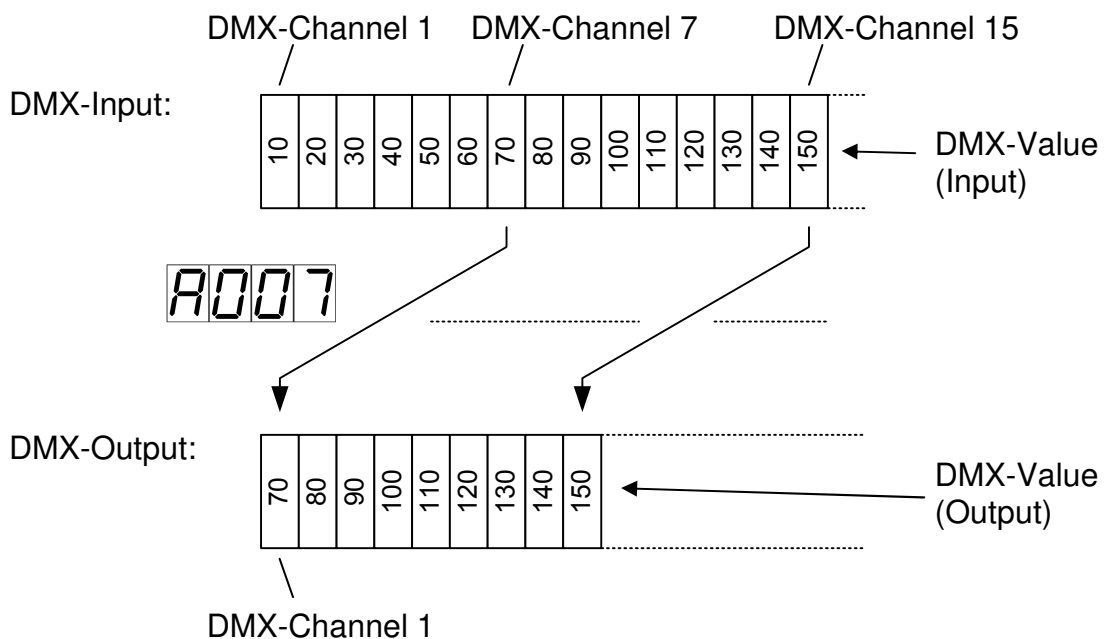 DMX-Channel 1 DMX-Channel 7 DMX-Channel 15
DMX-Input:
10 20 30 40 50 60 70 80 90 100 110 120 130 140 150
DMX-Value
(Input)
A007
DMX-Output:
70 80 90 100 110 120 130 140 150
DMX-Value
(Output)
DMX-Channel 1